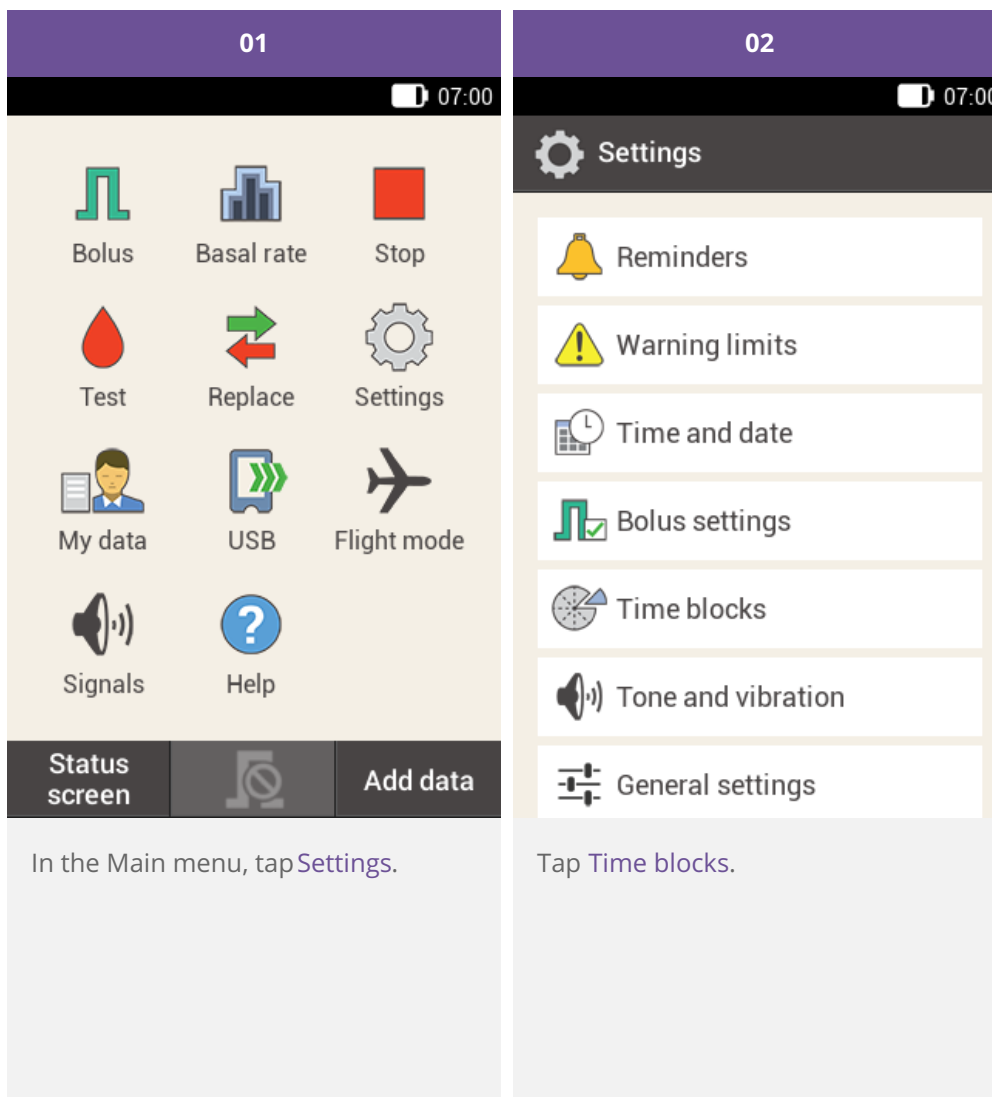 01
07:00
Bolus
Basal rate
Stop
Test
Replace
Settings
My data
USB
Flight mode
Signals
?
Help
Status
screen
Add data
In the Main menu, tap Settings.
02
07:00
Settings
Reminders
!
Warning limits
Time and date
Bolus settings
Time blocks
Tone and vibration
General settings
Tap Time blocks.